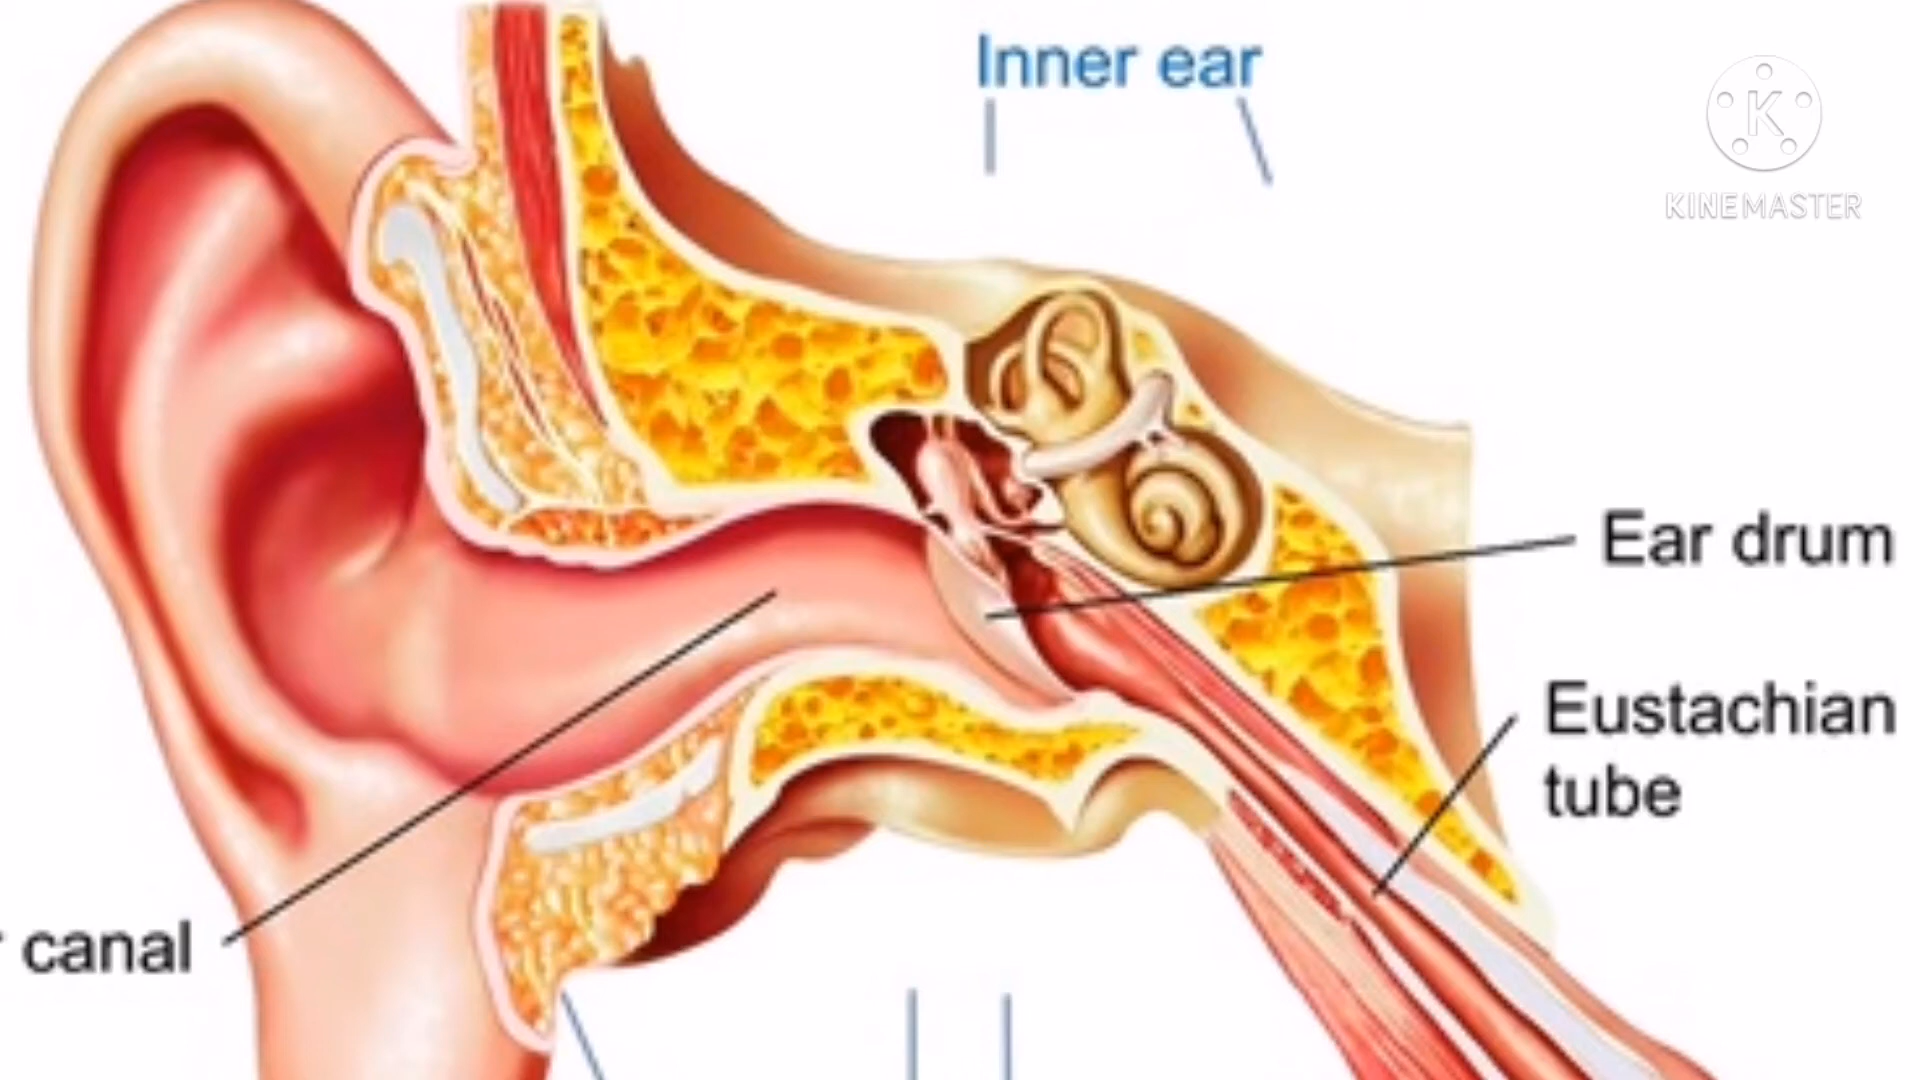 Inner ear
K
KINEMASTER
Ear drum
Eustachian
tube
canal